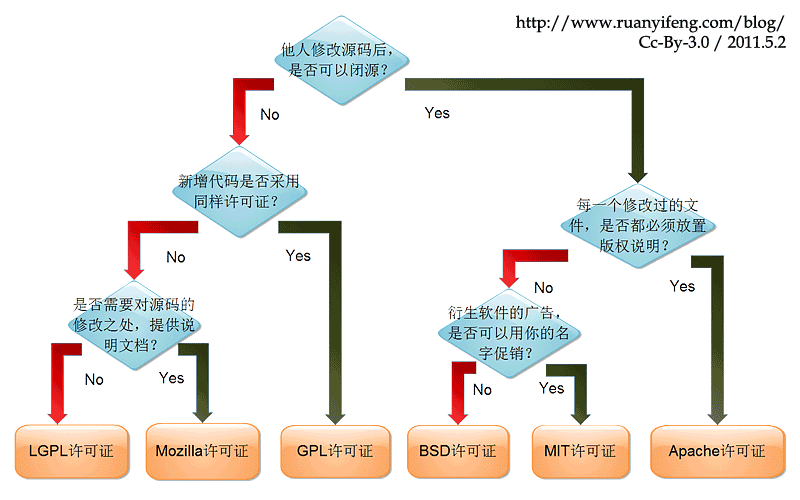 http://www.ruanyifeng.com/blog/
Cc-By-3.0 / 2011.5.2
他人修改源码后，
是否可以闭源？
No
Yes
新增代码是否采用
同样许可证？
每一个修改过的文
件，是否都必须放置
版权说明？
No
Yes
No
Yes
是否需要对源码的
修改之处，提供说
明文档？
衍生软件的广告，
是否可以用你的名
字促销？
No
Yes
No
Yes
LGPL许可证
Mozilla许可证
GPL许可证
BSD许可证
MIT许可证
Apache许可证